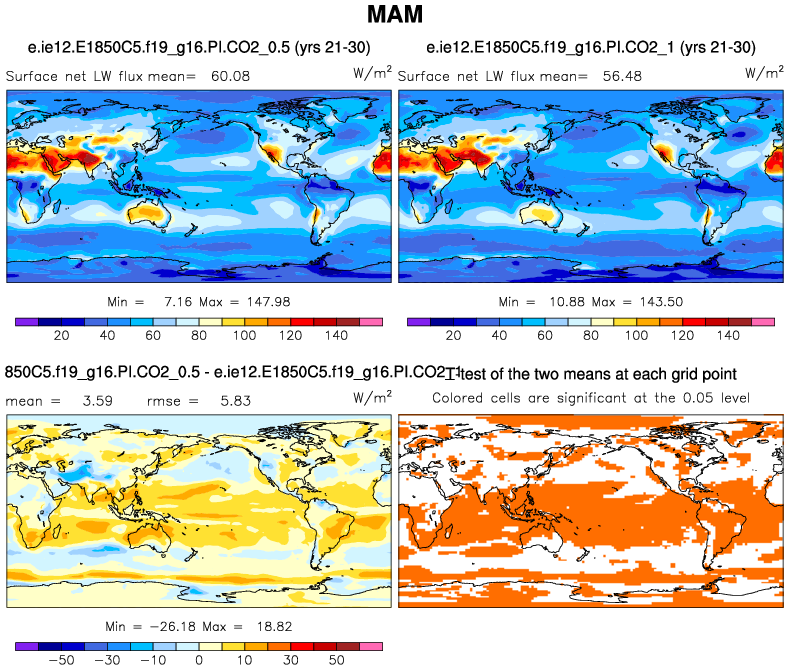 MAM
e.ie12.E1850C5.f19_g16.PI.CO2_0.5 (yrs 21-30)
e.ie12.E1850C5.f19_g16.PI.CO2_1 (yrs 21-30)
Surface net LW flux mean= 60.08 W/m2
Surface net LW flux mean= 56.48 W/m2
Min = 7.16 Max = 147.98
Min = 10.88 Max = 143.50
20 40 60 80 100 120 140
20 40 60 80 100 120 140
850C5.f19_g16.PI.CO2_0.5 - e.ie12.E1850C5.f19_g16.PI.CO2_1
T-test of the two means at each grid point
mean = 3.59 rmse = 5.83 W/m2
Colored cells are significant at the 0.05 level
Min = -26.18 Max = 18.82
-50 -30 -10 0 10 30 50